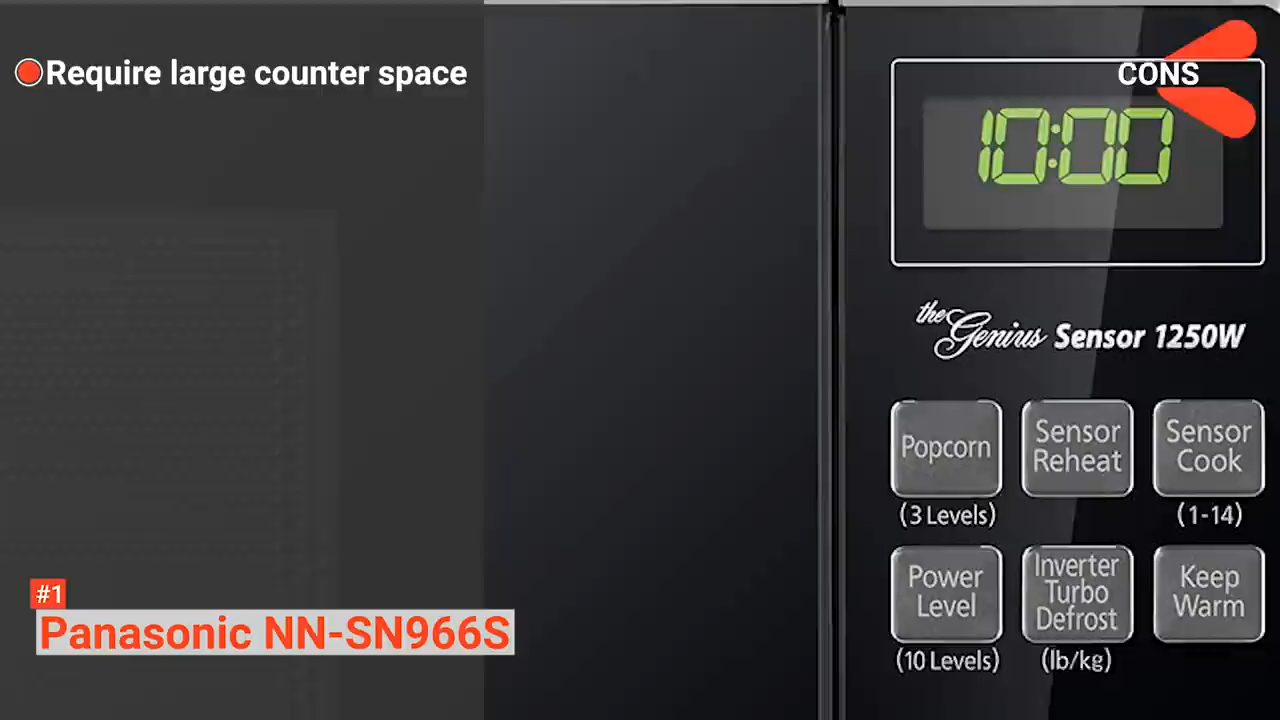 Require large counter space
CONS
10:00
the Genius Sensor 1250W
Popcorn
(3 Levels)
Sensor
Reheat
Sensor
Cook
(1-14)
Power
Level
(10 Levels)
Inverter
Turbo
Defrost
(lb/kg)
Keep
Warm
#1
Panasonic NN-SN966S